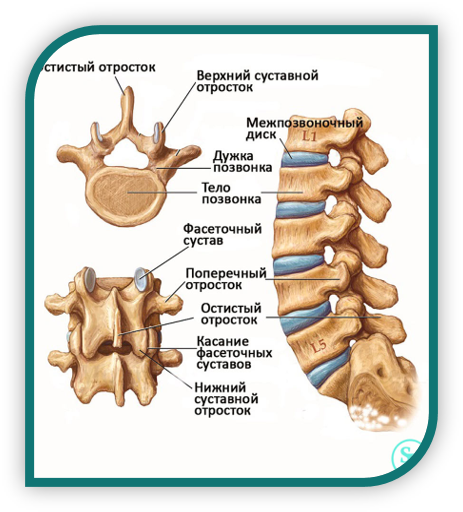 остистый отросток
Верхний суставной
отросток
Межпозвоночный
диск
L1
Дужка
позвонка
Тело
позвонка
Фасеточный
сустав
Поперечный
отросток
Остистый
отросток
L5
Касание
фасеточных
суставов
Нижний
суставной
отросток
S